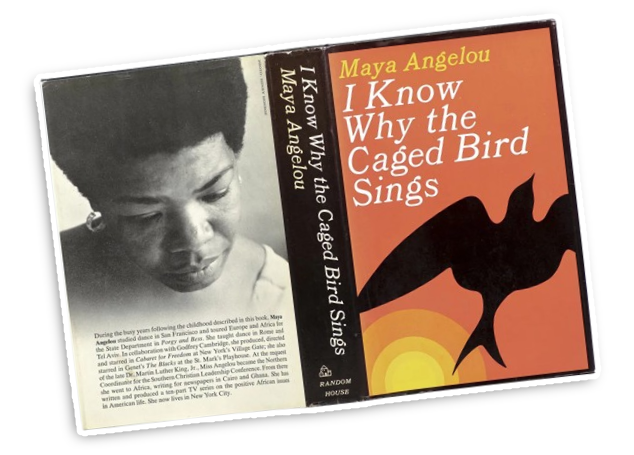 Maya Angelou
I Know
Why the
Caged Bird
Sings
I Know Why the Caged Bird Sings
Maya Angelou
RANDOM
HOUSE
During the busy years following the childhood described in this book, Maya
Angelou studied dance in San Francisco and toured Europe and Africa for
the State Department in Porgy and Bess. She taught dance in Rome and
Tel Aviv. In collaboration with Godfrey Cambridge, she produced, directed
and starred in Cabaret for Freedom at New York's Village Gate; she also
starred in Genet's The Blacks at the St. Mark's Playhouse. At the request
of the late Dr. Martin Luther King, Jr., Miss Angelou became the Northern
Coordinator for the Southern Christian Leadership Conference. From there
she went to Africa, writing for newspapers in Cairo and Ghana. She has
written and produced a ten-part TV series on the positive African issues
in American life. She now lives in New York City.